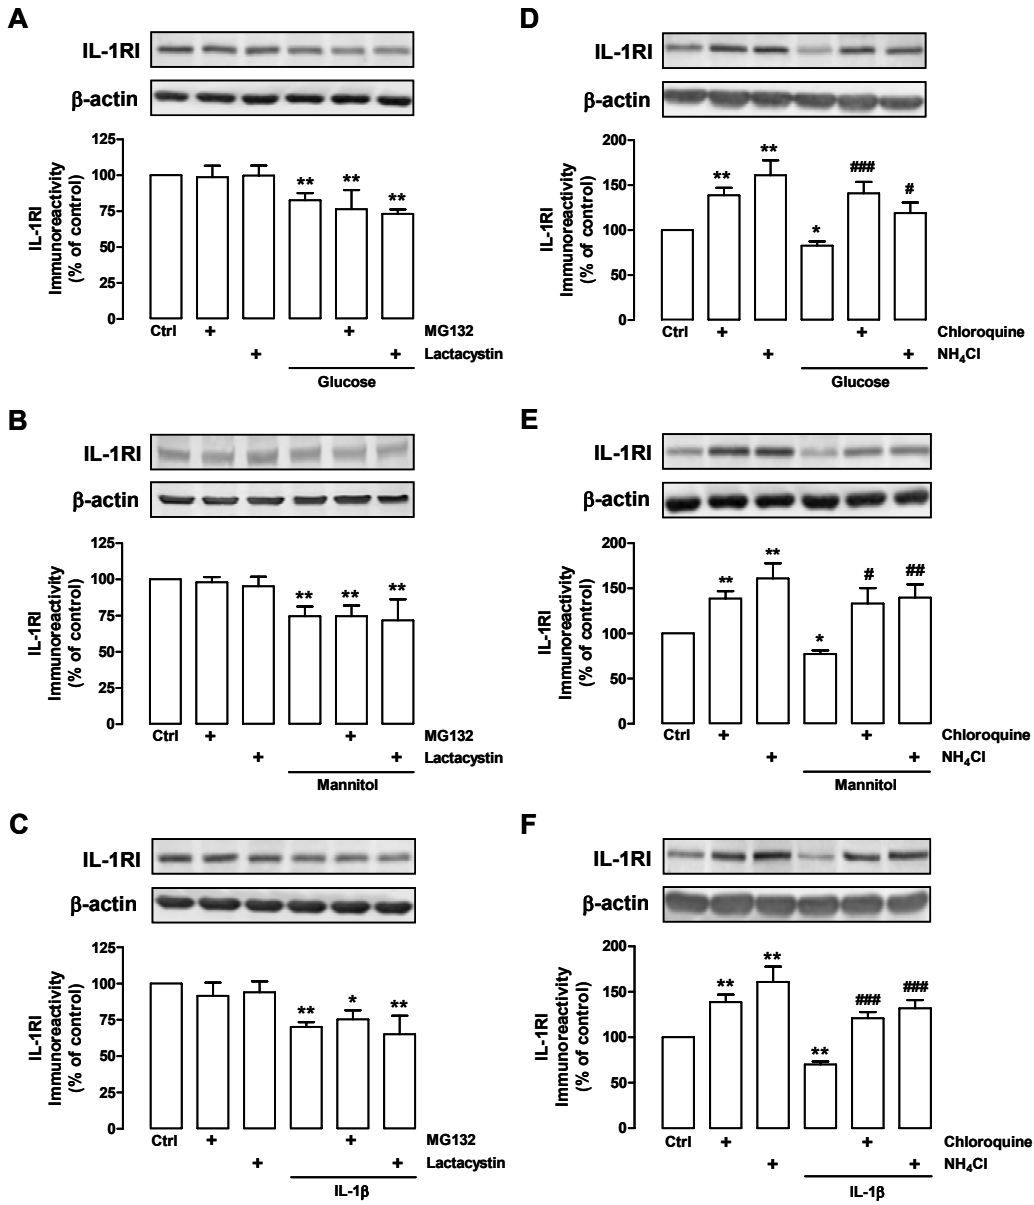 A
IL-1RI
β-actin
IL-1RI
Immunoreactivity
(% of control)
125
100
75
50
25
0
** ** **
Ctrl + + MG132
+ + Lactacystin
Glucose
D
IL-1RI
β-actin
IL-1RI
Immunoreactivity
(% of control)
200
150
100
50
0
** ** * ### #
Ctrl + + Chloroquine
+ + NH₄Cl
Glucose
B
IL-1RI
β-actin
IL-1RI
Immunoreactivity
(% of control)
125
100
75
50
25
0
** ** **
Ctrl + + MG132
+ + Lactacystin
Mannitol
E
IL-1RI
β-actin
IL-1RI
Immunoreactivity
(% of control)
200
150
100
50
0
** ** * # ##
Ctrl + + Chloroquine
+ + NH₄Cl
Mannitol
C
IL-1RI
β-actin
IL-1RI
Immunoreactivity
(% of control)
125
100
75
50
25
0
** * **
Ctrl + + MG132
+ + Lactacystin
IL-1β
F
IL-1RI
β-actin
IL-1RI
Immunoreactivity
(% of control)
200
150
100
50
0
** ** ** ### ###
Ctrl + + Chloroquine
+ + NH₄Cl
IL-1β